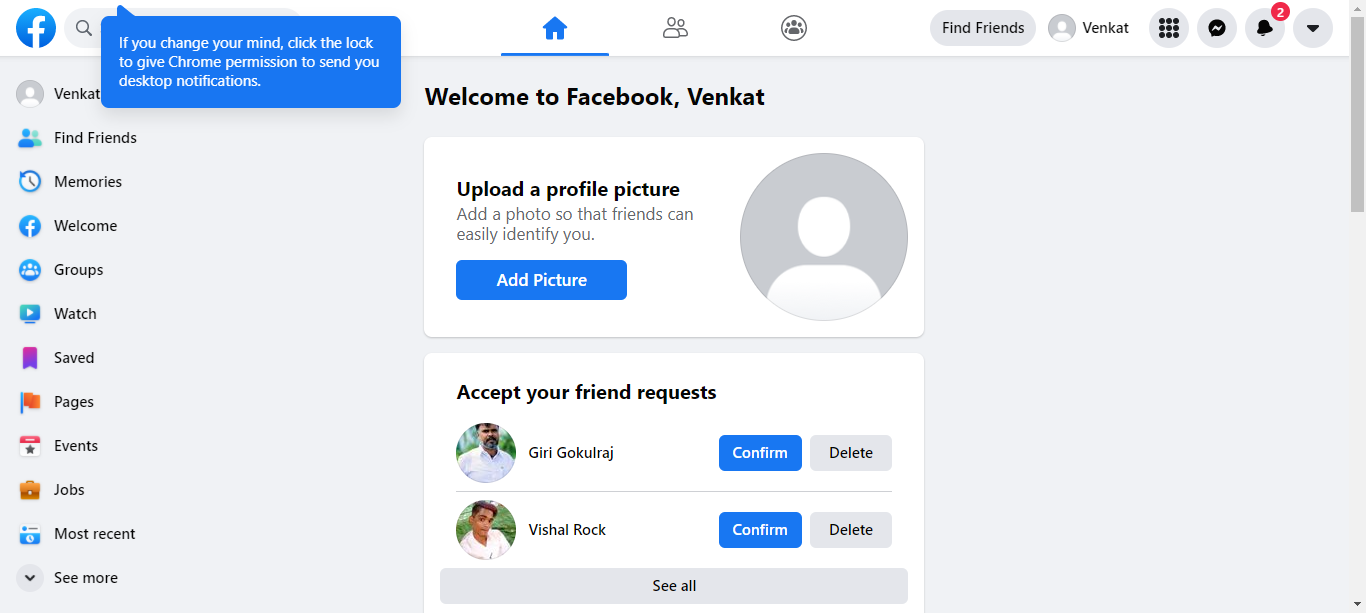 Find Friends
Venkat
2
If you change your mind, click the lock
to give Chrome permission to send you
desktop notifications.
Venkat
Find Friends
Memories
Welcome
Groups
Watch
Saved
Pages
Events
Jobs
Most recent
See more
Welcome to Facebook, Venkat
Upload a profile picture
Add a photo so that friends can
easily identify you.
Add Picture
Accept your friend requests
Giri Gokulraj
Confirm
Delete
Vishal Rock
Confirm
Delete
See all